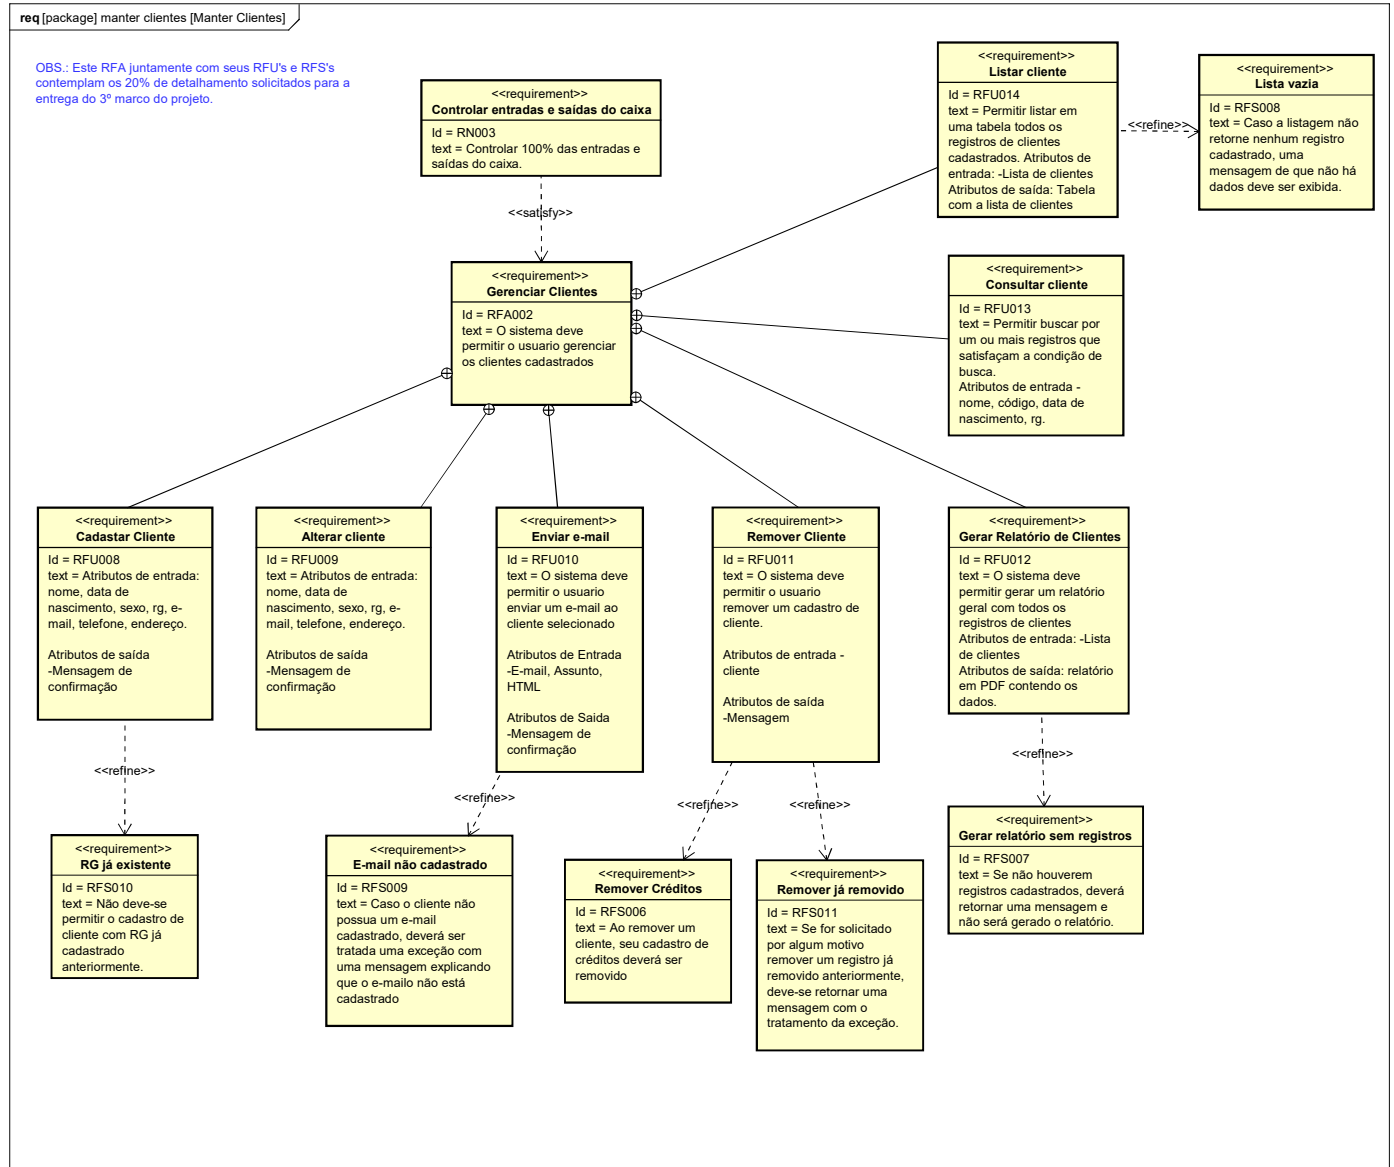 req [package] manter clientes [Manter Clientes]
OBS.: Este RFA juntamente com seus RFU's e RFS's
contemplam os 20% de detalhamento solicitados para a
entrega do 3º marco do projeto.
<<requirement>>
Controlar entradas e saídas do caixa
Id = RN003
text = Controlar 100% das entradas e
saídas do caixa.
<<satisfy>>
<<requirement>>
Listar cliente
Id = RFU014
text = Permitir listar em
uma tabela todos os
registros de clientes
cadastrados. Atributos de
entrada: -Lista de clientes
Atributos de saída: Tabela
com a lista de clientes
<<refine>>
<<requirement>>
Lista vazia
Id = RFS008
text = Caso a listagem não
retorne nenhum registro
cadastrado, uma
mensagem de que não há
dados deve ser exibida.
<<requirement>>
Gerenciar Clientes
Id = RFA002
text = O sistema deve
permitir o usuario gerenciar
os clientes cadastrados
<<requirement>>
Consultar cliente
Id = RFU013
text = Permitir buscar por
um ou mais registros que
satisfaçam a condição de
busca.
Atributos de entrada -
nome, código, data de
nascimento, rg.
<<requirement>>
Cadastar Cliente
Id = RFU008
text = Atributos de entrada:
nome, data de
nascimento, sexo, rg, e-
mail, telefone, endereço.
Atributos de saída
-Mensagem de
confirmação
<<requirement>>
Alterar cliente
Id = RFU009
text = Atributos de entrada:
nome, data de
nascimento, sexo, rg, e-
mail, telefone, endereço.
Atributos de saída
-Mensagem de
confirmação
<<requirement>>
Enviar e-mail
Id = RFU010
text = O sistema deve
permitir o usuario
enviar um e-mail ao
cliente selecionado
Atributos de Entrada
-E-mail, Assunto,
HTML
Atributos de Saida
-Mensagem de
confirmação
<<requirement>>
Remover Cliente
Id = RFU011
text = O sistema deve
permitir o usuario
remover um cadastro de
cliente.
Atributos de entrada -
cliente
Atributos de saída
-Mensagem
<<requirement>>
Gerar Relatório de Clientes
Id = RFU012
text = O sistema deve
permitir gerar um relatório
geral com todos os
registros de clientes
Atributos de entrada: -Lista
de clientes
Atributos de saída: relatório
em PDF contendo os
dados.
<<refine>>
<<refine>>
<<refine>>
<<refine>>
<<refine>>
<<requirement>>
RG já existente
Id = RFS010
text = Não deve-se
permitir o cadastro de
cliente com RG já
cadastrado
anteriormente.
<<requirement>>
E-mail não cadastrado
Id = RFS009
text = Caso o cliente não
possua um e-mail
cadastrado, deverá ser
tratada uma exceção com
uma mensagem explicando
que o e-mailo não está
cadastrado
<<requirement>>
Remover Créditos
Id = RFS006
text = Ao remover um
cliente, seu cadastro de
créditos deverá ser
removido
<<requirement>>
Remover já removido
Id = RFS011
text = Se for solicitado
por algum motivo
remover um registro já
removido anteriormente,
deve-se retornar uma
mensagem com o
tratamento da exceção.
<<requirement>>
Gerar relatório sem registros
Id = RFS007
text = Se não houverem
registros cadastrados, deverá
retornar uma mensagem e
não será gerado o relatório.